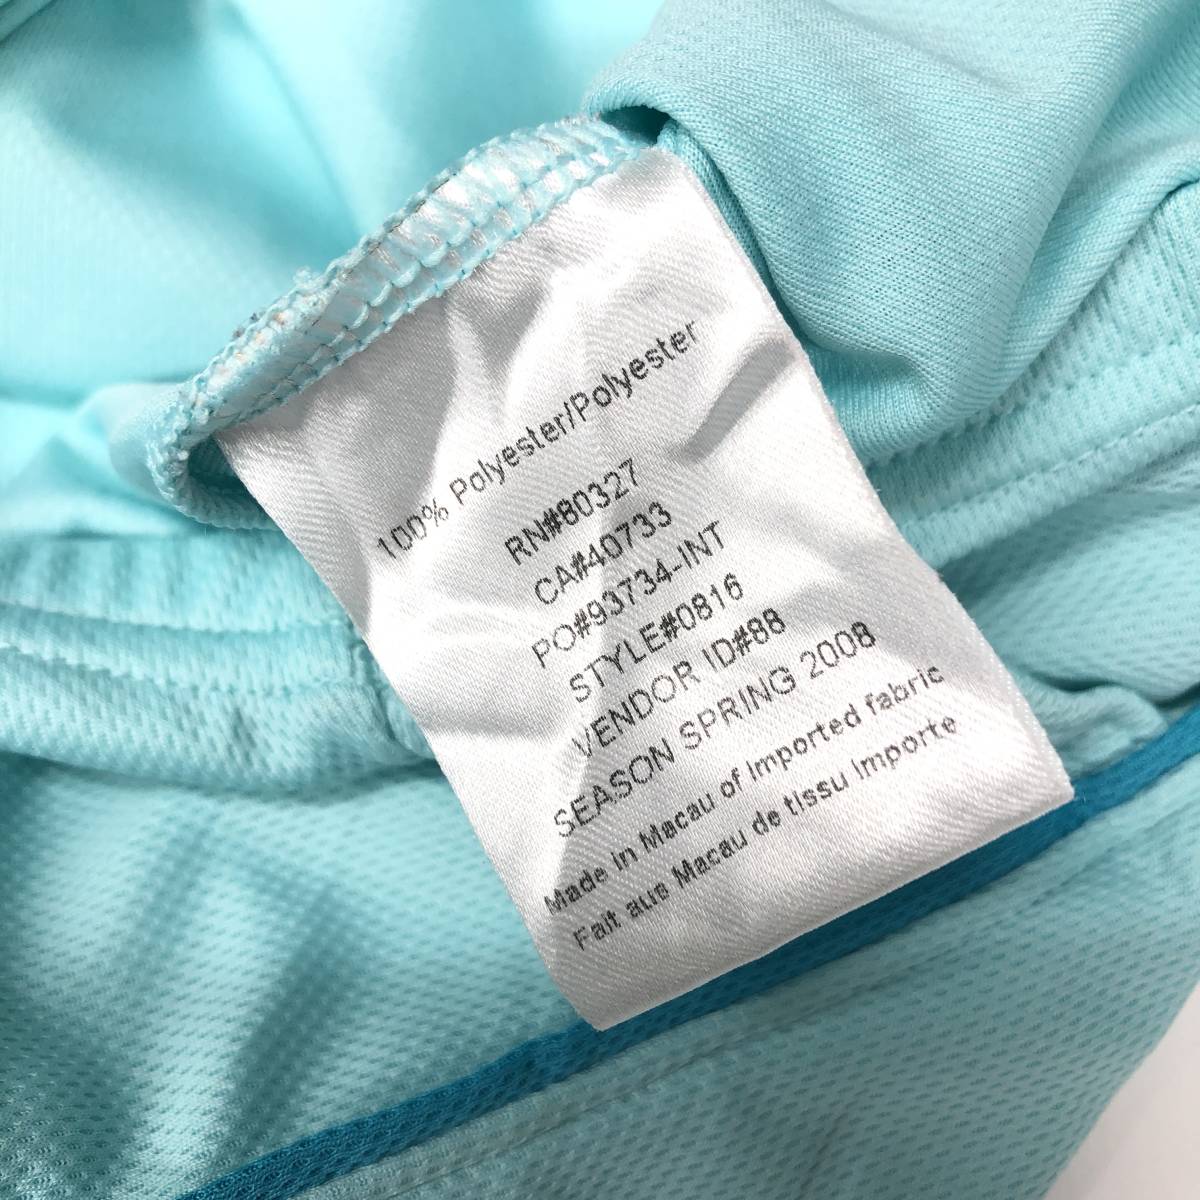 100% Polyester/Polyester
RN#80327
CA#40733
PO#93734-INT
STYLE#0816
VENDOR ID#88
SEASON SPRING 2008
Made in Macau of Imported fabric
Fait aus Macau de tissu Importe